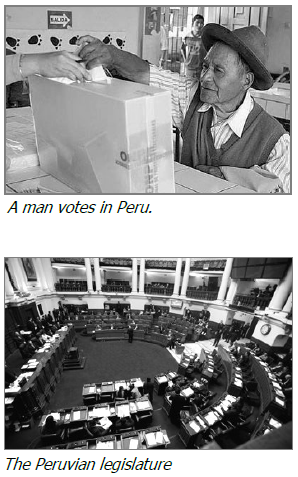 SALIDA
A man votes in Peru.
The Peruvian legislature